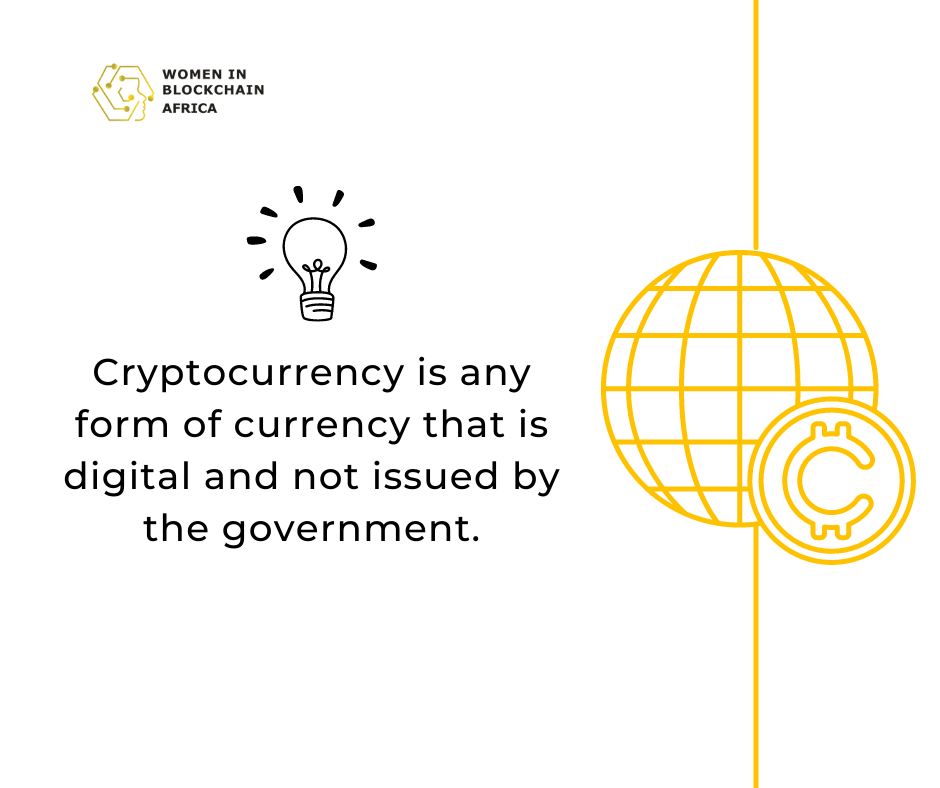 WOMEN IN
BLOCKCHAIN
AFRICA
Cryptocurrency is any
form of currency that is
digital and not issued by
the government.